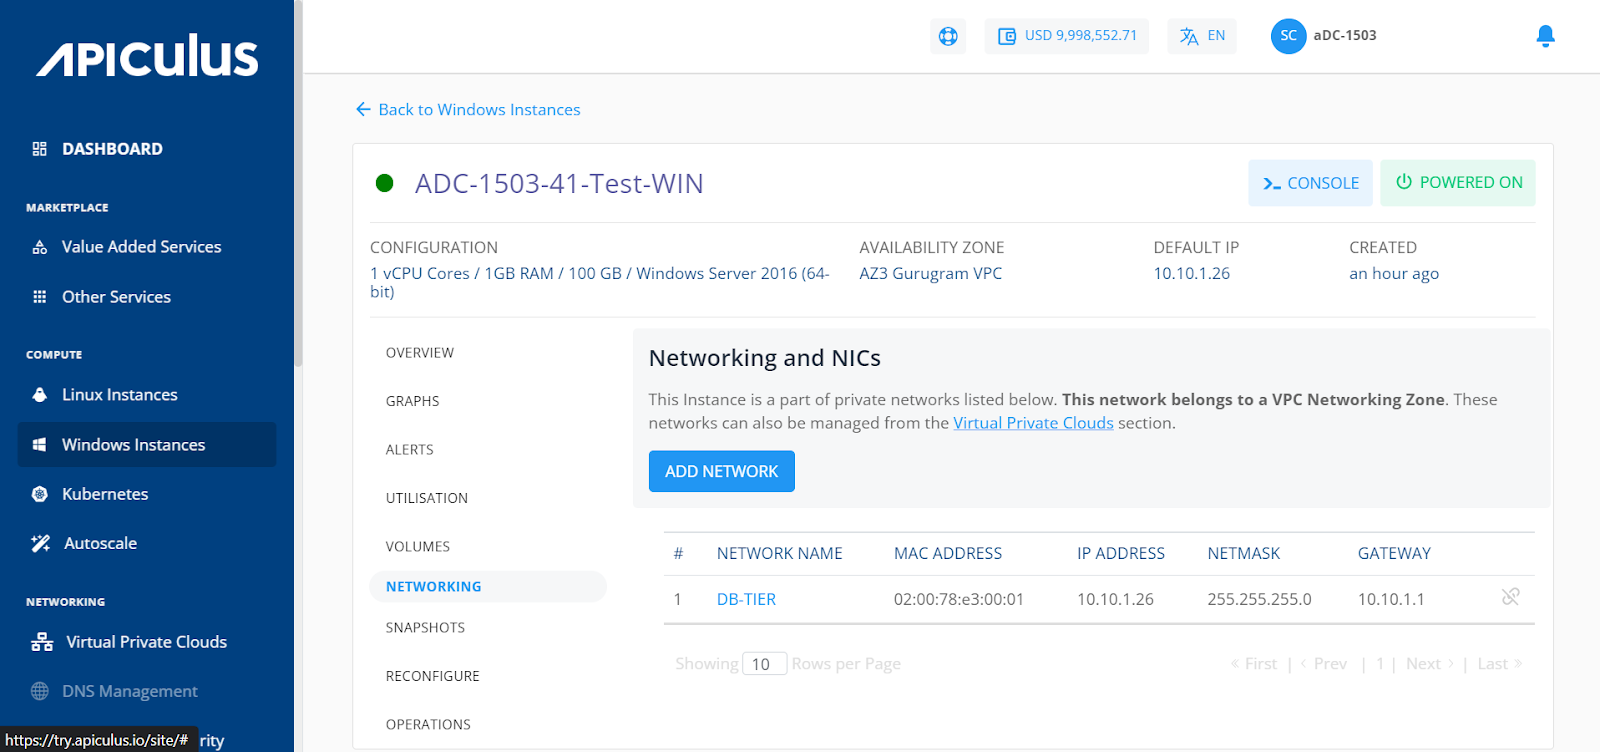 APICULUS
USD 9,998,552.71
EN
SC
aDC-1503
DASHBOARD
MARKETPLACE
Value Added Services
Other Services
COMPUTE
Linux Instances
Windows Instances
Kubernetes
Autoscale
NETWORKING
Virtual Private Clouds
DNS Management
rity
https://try.apiculus.io/site/#
Back to Windows Instances
ADC-1503-41-Test-WIN
CONSOLE
POWERED ON
CONFIGURATION
1 vCPU Cores / 1GB RAM / 100 GB / Windows Server 2016 (64-
bit)
AVAILABILITY ZONE
AZ3 Gurugram VPC
DEFAULT IP
10.10.1.26
CREATED
an hour ago
OVERVIEW
GRAPHS
ALERTS
UTILISATION
VOLUMES
NETWORKING
SNAPSHOTS
RECONFIGURE
OPERATIONS
Networking and NICs
This Instance is a part of private networks listed below. This network belongs to a VPC Networking Zone. These
networks can also be managed from the Virtual Private Clouds section.
ADD NETWORK
# NETWORK NAME MAC ADDRESS IP ADDRESS NETMASK GATEWAY
1 DB-TIER 02:00:78:e3:00:01 10.10.1.26 255.255.255.0 10.10.1.1
Showing 10 Rows per Page
« First | ‹ Prev | 1 | Next › | Last »